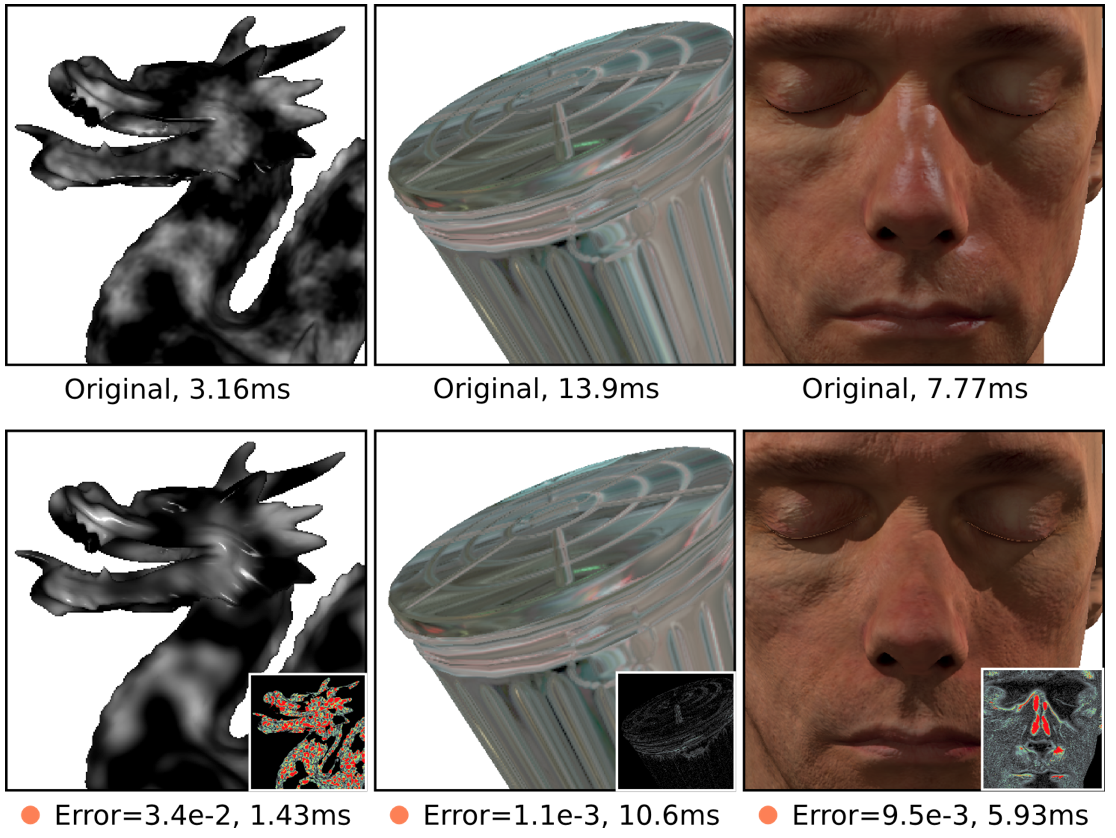 Original, 3.16ms
Original, 13.9ms
Original, 7.77ms
Error=3.4e-2, 1.43ms
Error=1.1e-3, 10.6ms
Error=9.5e-3, 5.93ms